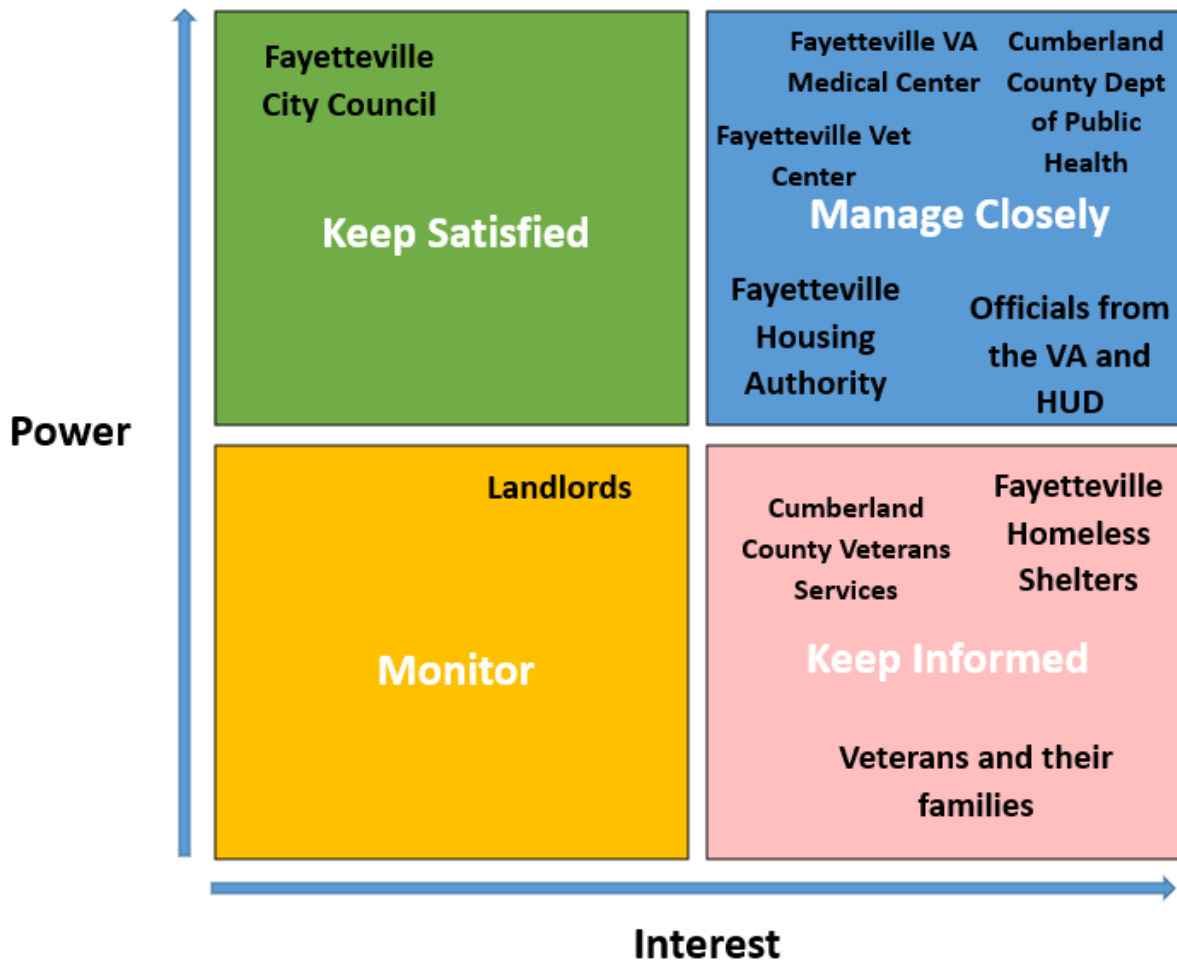 Fayetteville
City Council
Keep Satisfied
Fayetteville VA
Medical Center
Cumberland
County Dept
of Public
Health
Fayetteville Vet
Center
Manage Closely
Fayetteville
Housing
Authority
Officials from
the VA and
HUD
Power
Landlords
Monitor
Cumberland
County Veterans
Services
Fayetteville
Homeless
Shelters
Keep Informed
Veterans and their
families
Interest